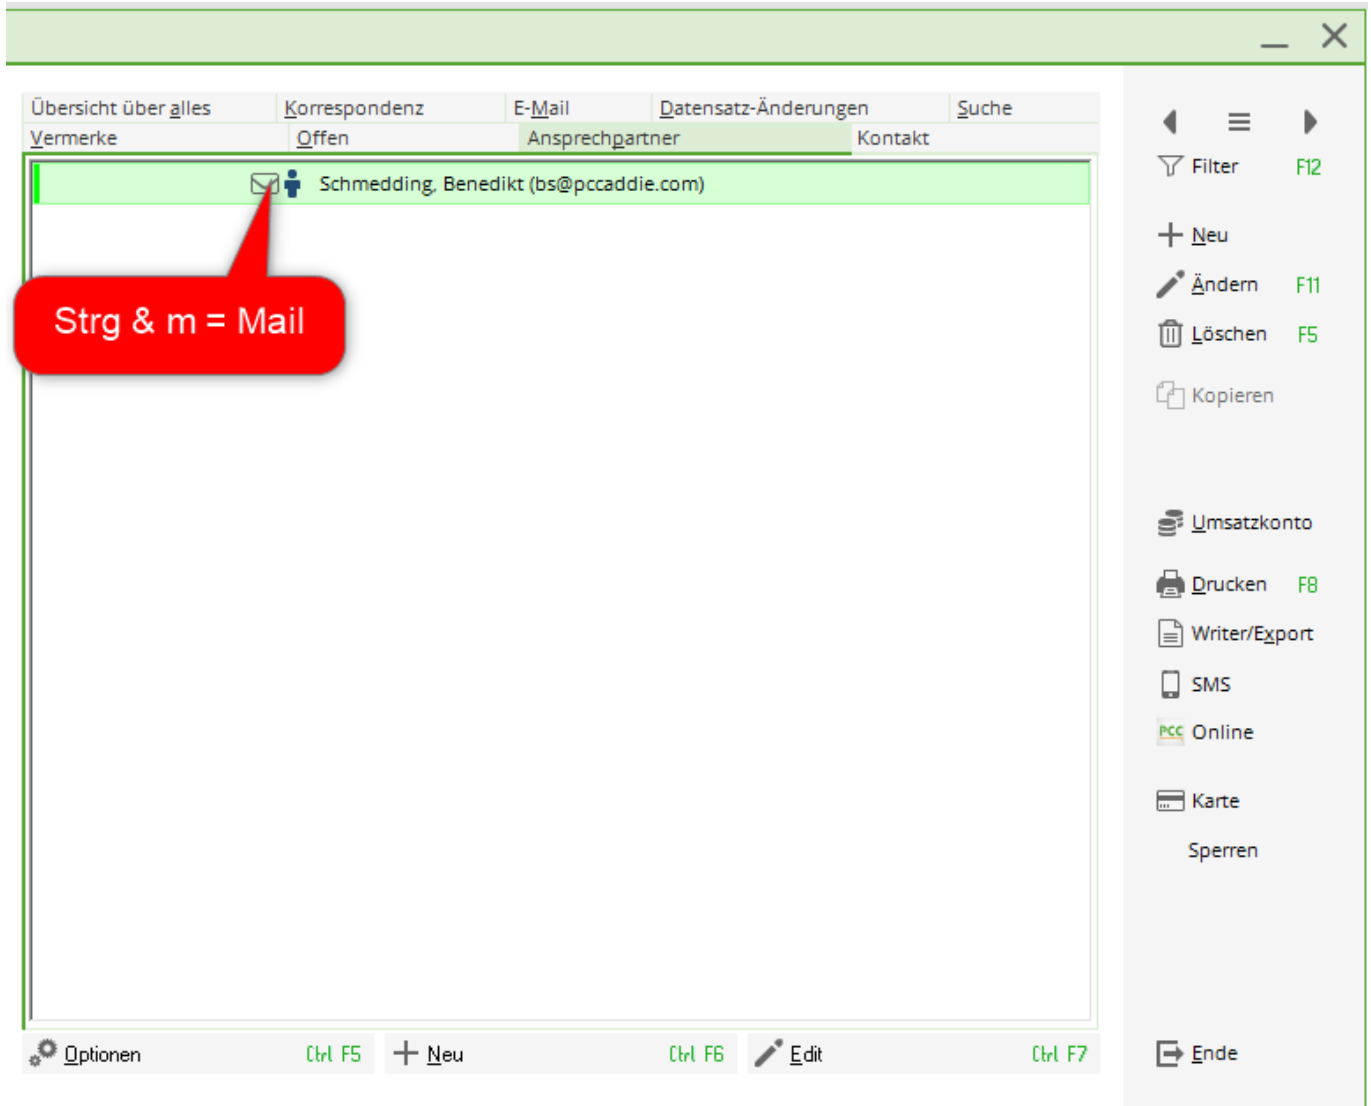 Übersicht über alles Korrespondenz E-Mail Datensatz-Änderungen Suche
Vermerke Offen Ansprechpartner Kontakt
Schmedding, Benedikt (bs@pccaddie.com)
Strg & m = Mail
Filter F12
Neu
Ändern F11
Löschen F5
Kopieren
Umsatzkonto
Drucken F8
Writer/Export
SMS
PCC Online
Karte
Sperren
Optionen Ctrl F5 Neu Ctrl F6 Edit Ctrl F7
Ende